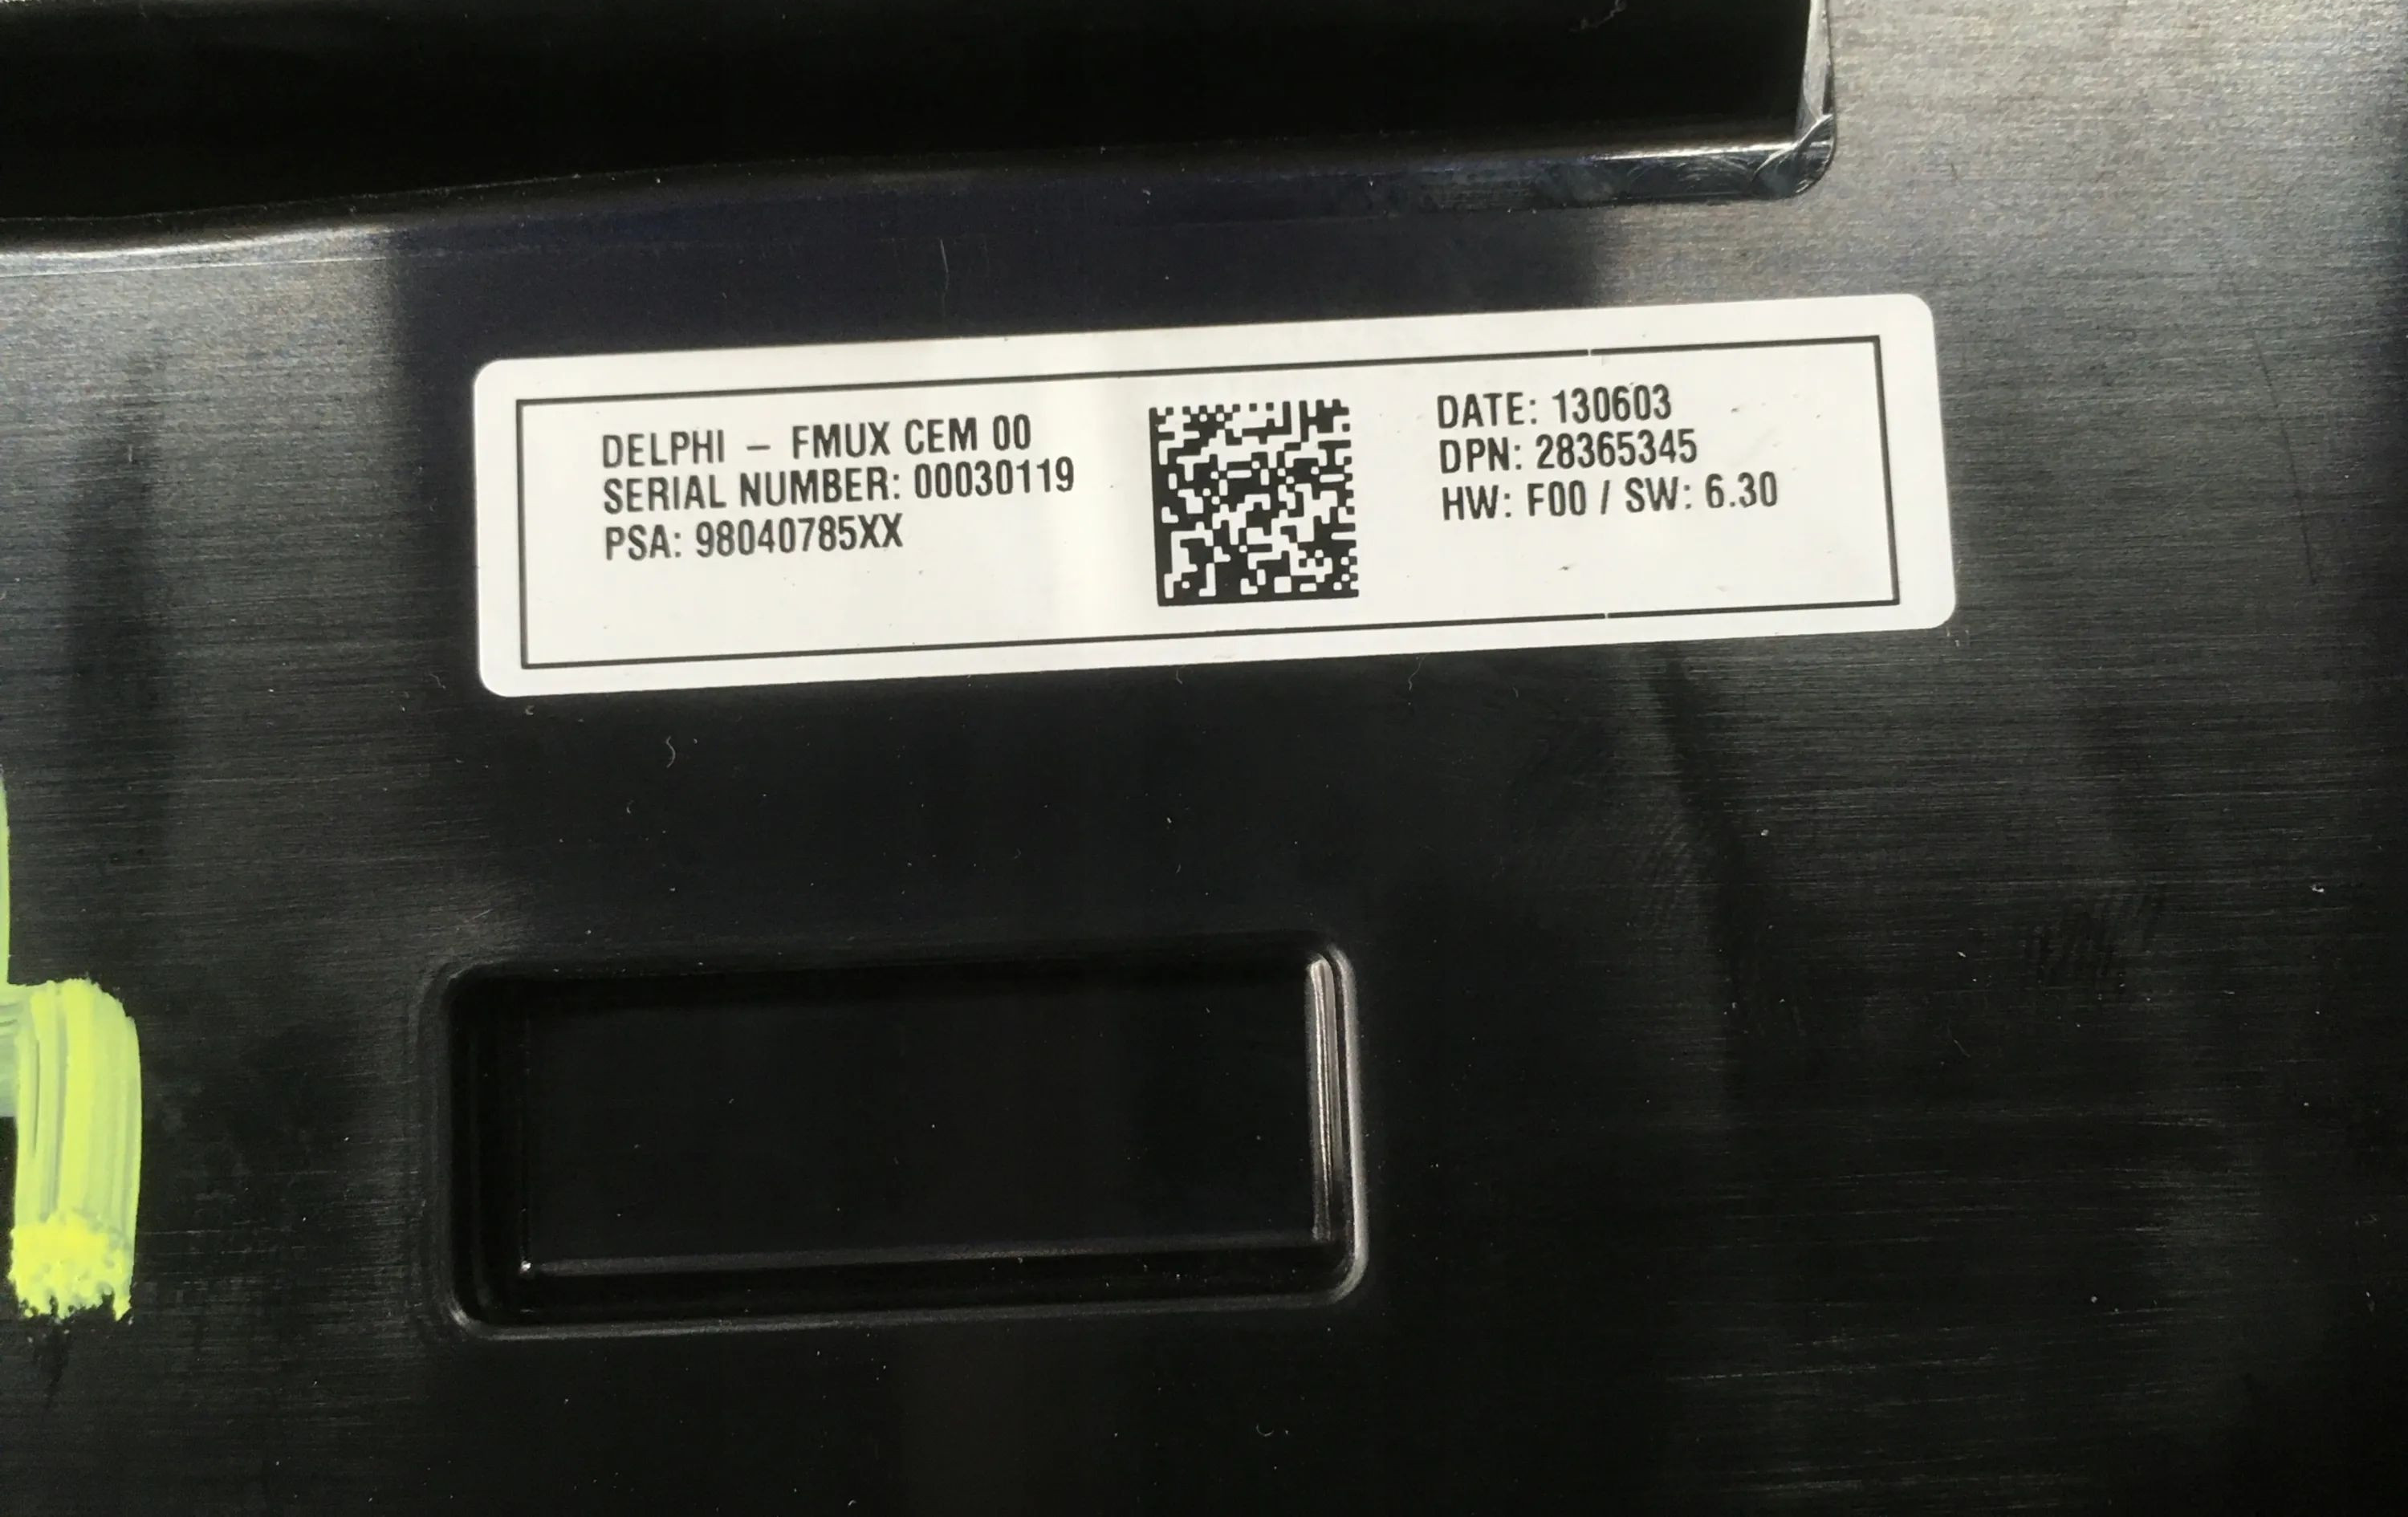 DELPHI – FMUX CEM 00
SERIAL NUMBER: 00030119
PSA: 98040785XX
DATE: 130603
DPN: 28365345
HW: F00 / SW: 6.30